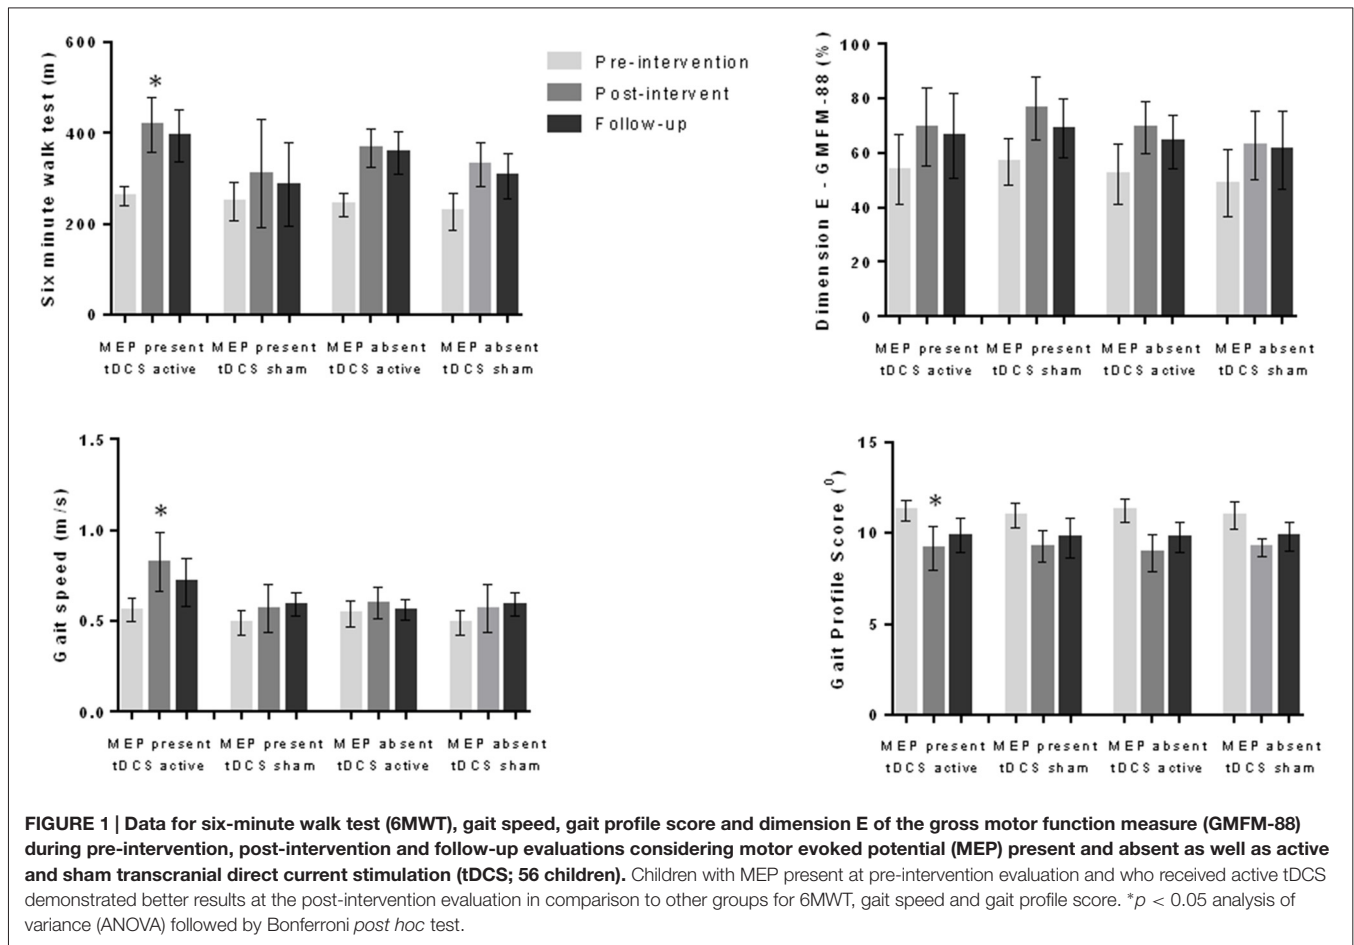 600
400
200
0
Six minute walk test (m)
*
MEP present MEP present MEP absent MEP absent
tDCS active tDCS sham tDCS active tDCS sham
Pre-intervention
Post-intervent
Follow-up
100
80
60
40
20
0
Dimension E - GMFM-88 (%)
MEP present MEP present MEP absent MEP absent
tDCS active tDCS sham tDCS active tDCS sham
1.5
1.0
0.5
0.0
Gait speed (m/s)
*
MEP present MEP present MEP absent MEP absent
tDCS active tDCS sham tDCS active tDCS sham
15
10
5
0
Gait Profile Score (⁰)
*
MEP present MEP present MEP absent MEP absent
tDCS active tDCS sham tDCS active tDCS sham
FIGURE 1 | Data for six-minute walk test (6MWT), gait speed, gait profile score and dimension E of the gross motor function measure (GMFM-88)
during pre-intervention, post-intervention and follow-up evaluations considering motor evoked potential (MEP) present and absent as well as active
and sham transcranial direct current stimulation (tDCS; 56 children). Children with MEP present at pre-intervention evaluation and who received active tDCS
demonstrated better results at the post-intervention evaluation in comparison to other groups for 6MWT, gait speed and gait profile score. *p < 0.05 analysis of
variance (ANOVA) followed by Bonferroni post hoc test.